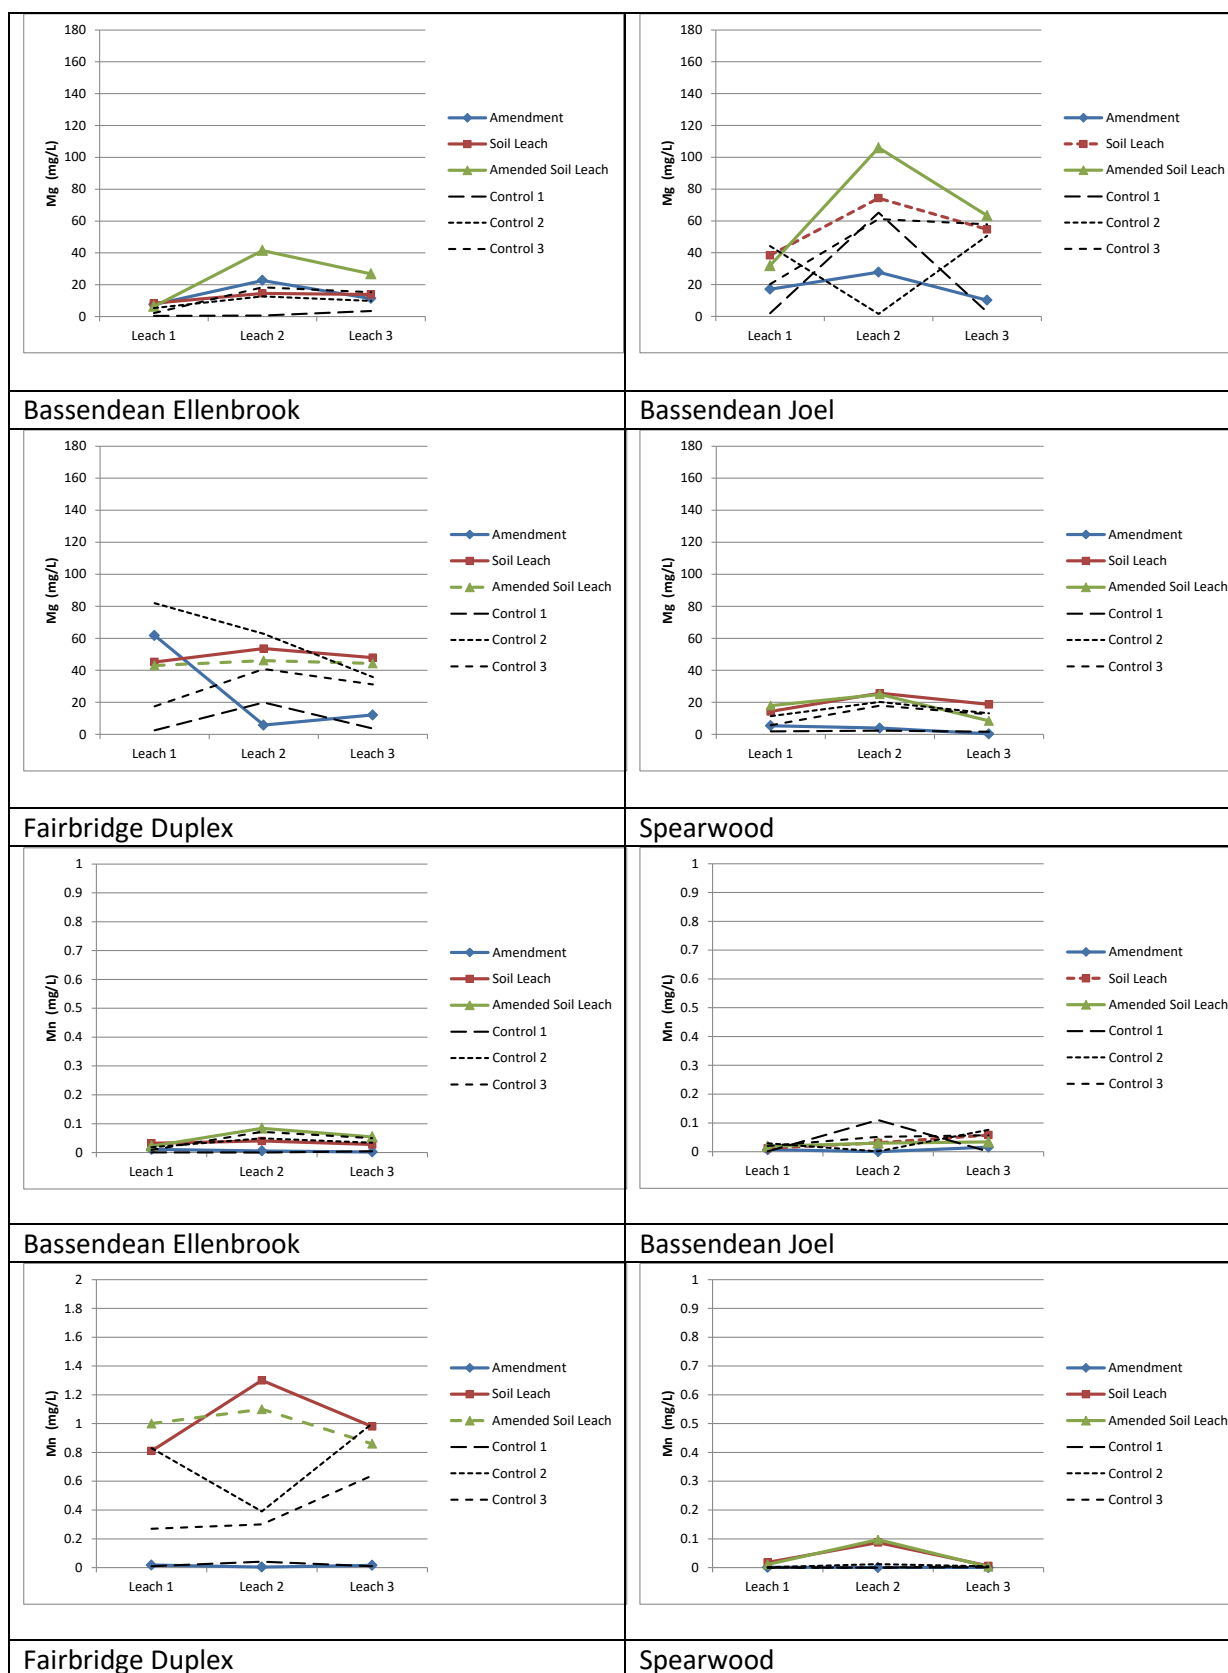 180
160
140
120
100
80
60
40
20
0
Mg (mg/L)
Leach 1 Leach 2 Leach 3
Amendment
Soil Leach
Amended Soil Leach
Control 1
Control 2
Control 3
180
160
140
120
100
80
60
40
20
0
Mg (mg/L)
Leach 1 Leach 2 Leach 3
Amendment
Soil Leach
Amended Soil Leach
Control 1
Control 2
Control 3
Bassendean Ellenbrook
Bassendean Joel
180
160
140
120
100
80
60
40
20
0
Mg (mg/L)
Leach 1 Leach 2 Leach 3
Amendment
Soil Leach
Amended Soil Leach
Control 1
Control 2
Control 3
180
160
140
120
100
80
60
40
20
0
Mg (mg/L)
Leach 1 Leach 2 Leach 3
Amendment
Soil Leach
Amended Soil Leach
Control 1
Control 2
Control 3
Fairbridge Duplex
Spearwood
1
0.9
0.8
0.7
0.6
0.5
0.4
0.3
0.2
0.1
0
Mn (mg/L)
Leach 1 Leach 2 Leach 3
Amendment
Soil Leach
Amended Soil Leach
Control 1
Control 2
Control 3
1
0.9
0.8
0.7
0.6
0.5
0.4
0.3
0.2
0.1
0
Mn (mg/L)
Leach 1 Leach 2 Leach 3
Amendment
Soil Leach
Amended Soil Leach
Control 1
Control 2
Control 3
Bassendean Ellenbrook
Bassendean Joel
2
1.8
1.6
1.4
1.2
1
0.8
0.6
0.4
0.2
0
Mn (mg/L)
Leach 1 Leach 2 Leach 3
Amendment
Soil Leach
Amended Soil Leach
Control 1
Control 2
Control 3
1
0.9
0.8
0.7
0.6
0.5
0.4
0.3
0.2
0.1
0
Mn (mg/L)
Leach 1 Leach 2 Leach 3
Amendment
Soil Leach
Amended Soil Leach
Control 1
Control 2
Control 3
Fairbridge Duplex
Spearwood